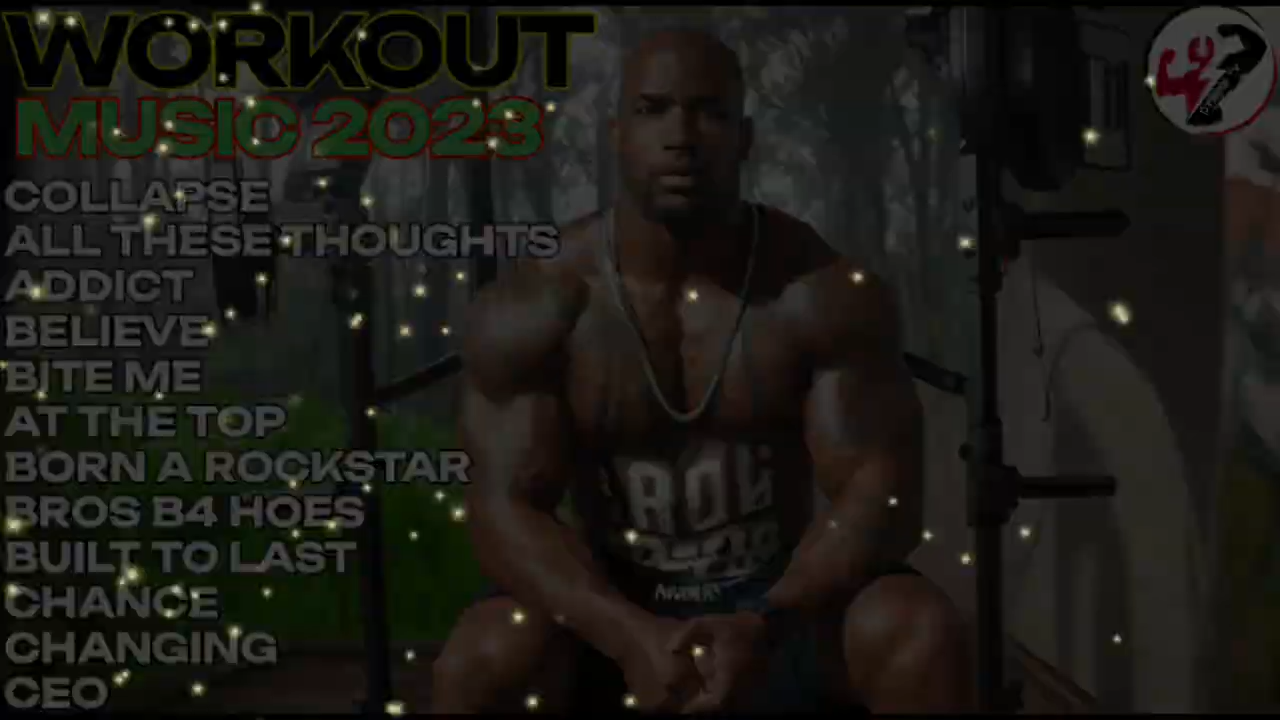 WORKOUT
MUSIC 2023
COLLAPSE
ALL THESE THOUGHTS
ADDICT
BELIEVE
BITE ME
AT THE TOP
BORN A ROCKSTAR
BROS B4 HOES
BUILT TO LAST
CHANCE
CHANGING
CEO